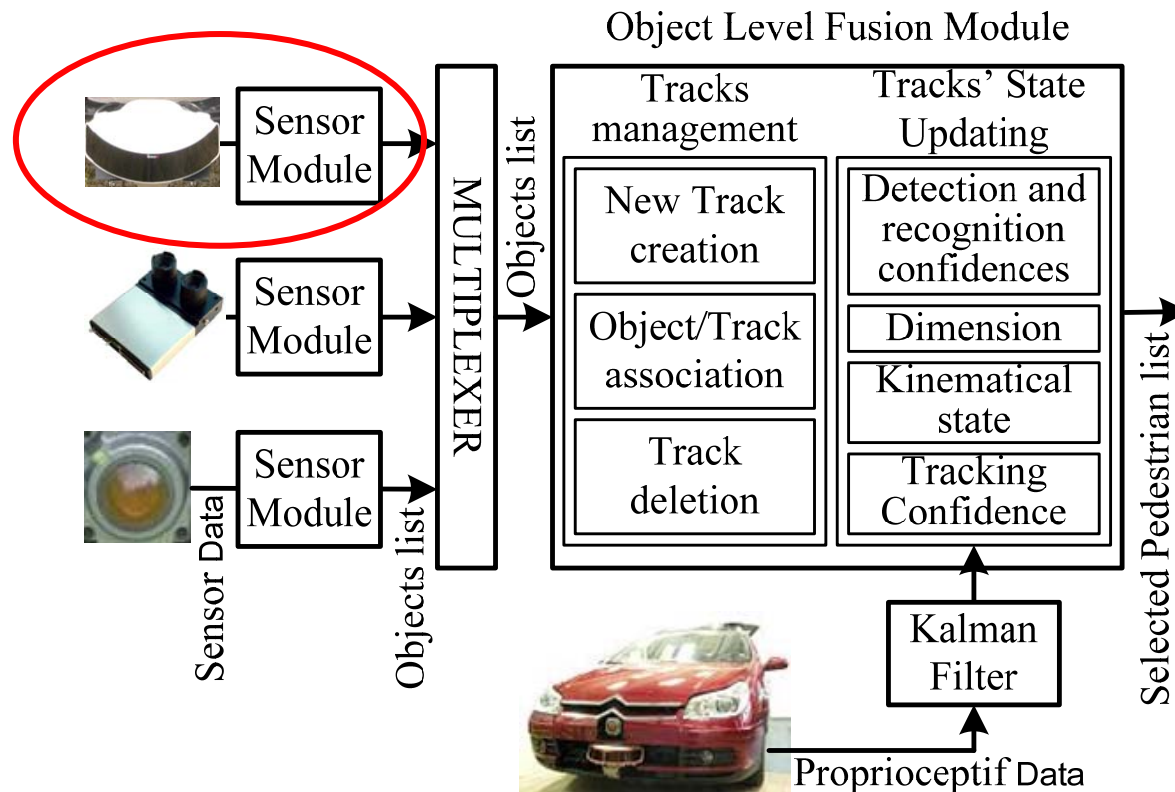 Object Level Fusion Module
Sensor
Module
Sensor
Module
Sensor
Module
Sensor Data
Objects list
MULTIPLEXER
Objects list
Tracks
management
New Track
creation
Object/Track
association
Track
deletion
Tracks' State
Updating
Detection and
recognition
confidences
Dimension
Kinematical
state
Tracking
Confidence
Kalman
Filter
Proprioceptif Data
Selected Pedestrian list